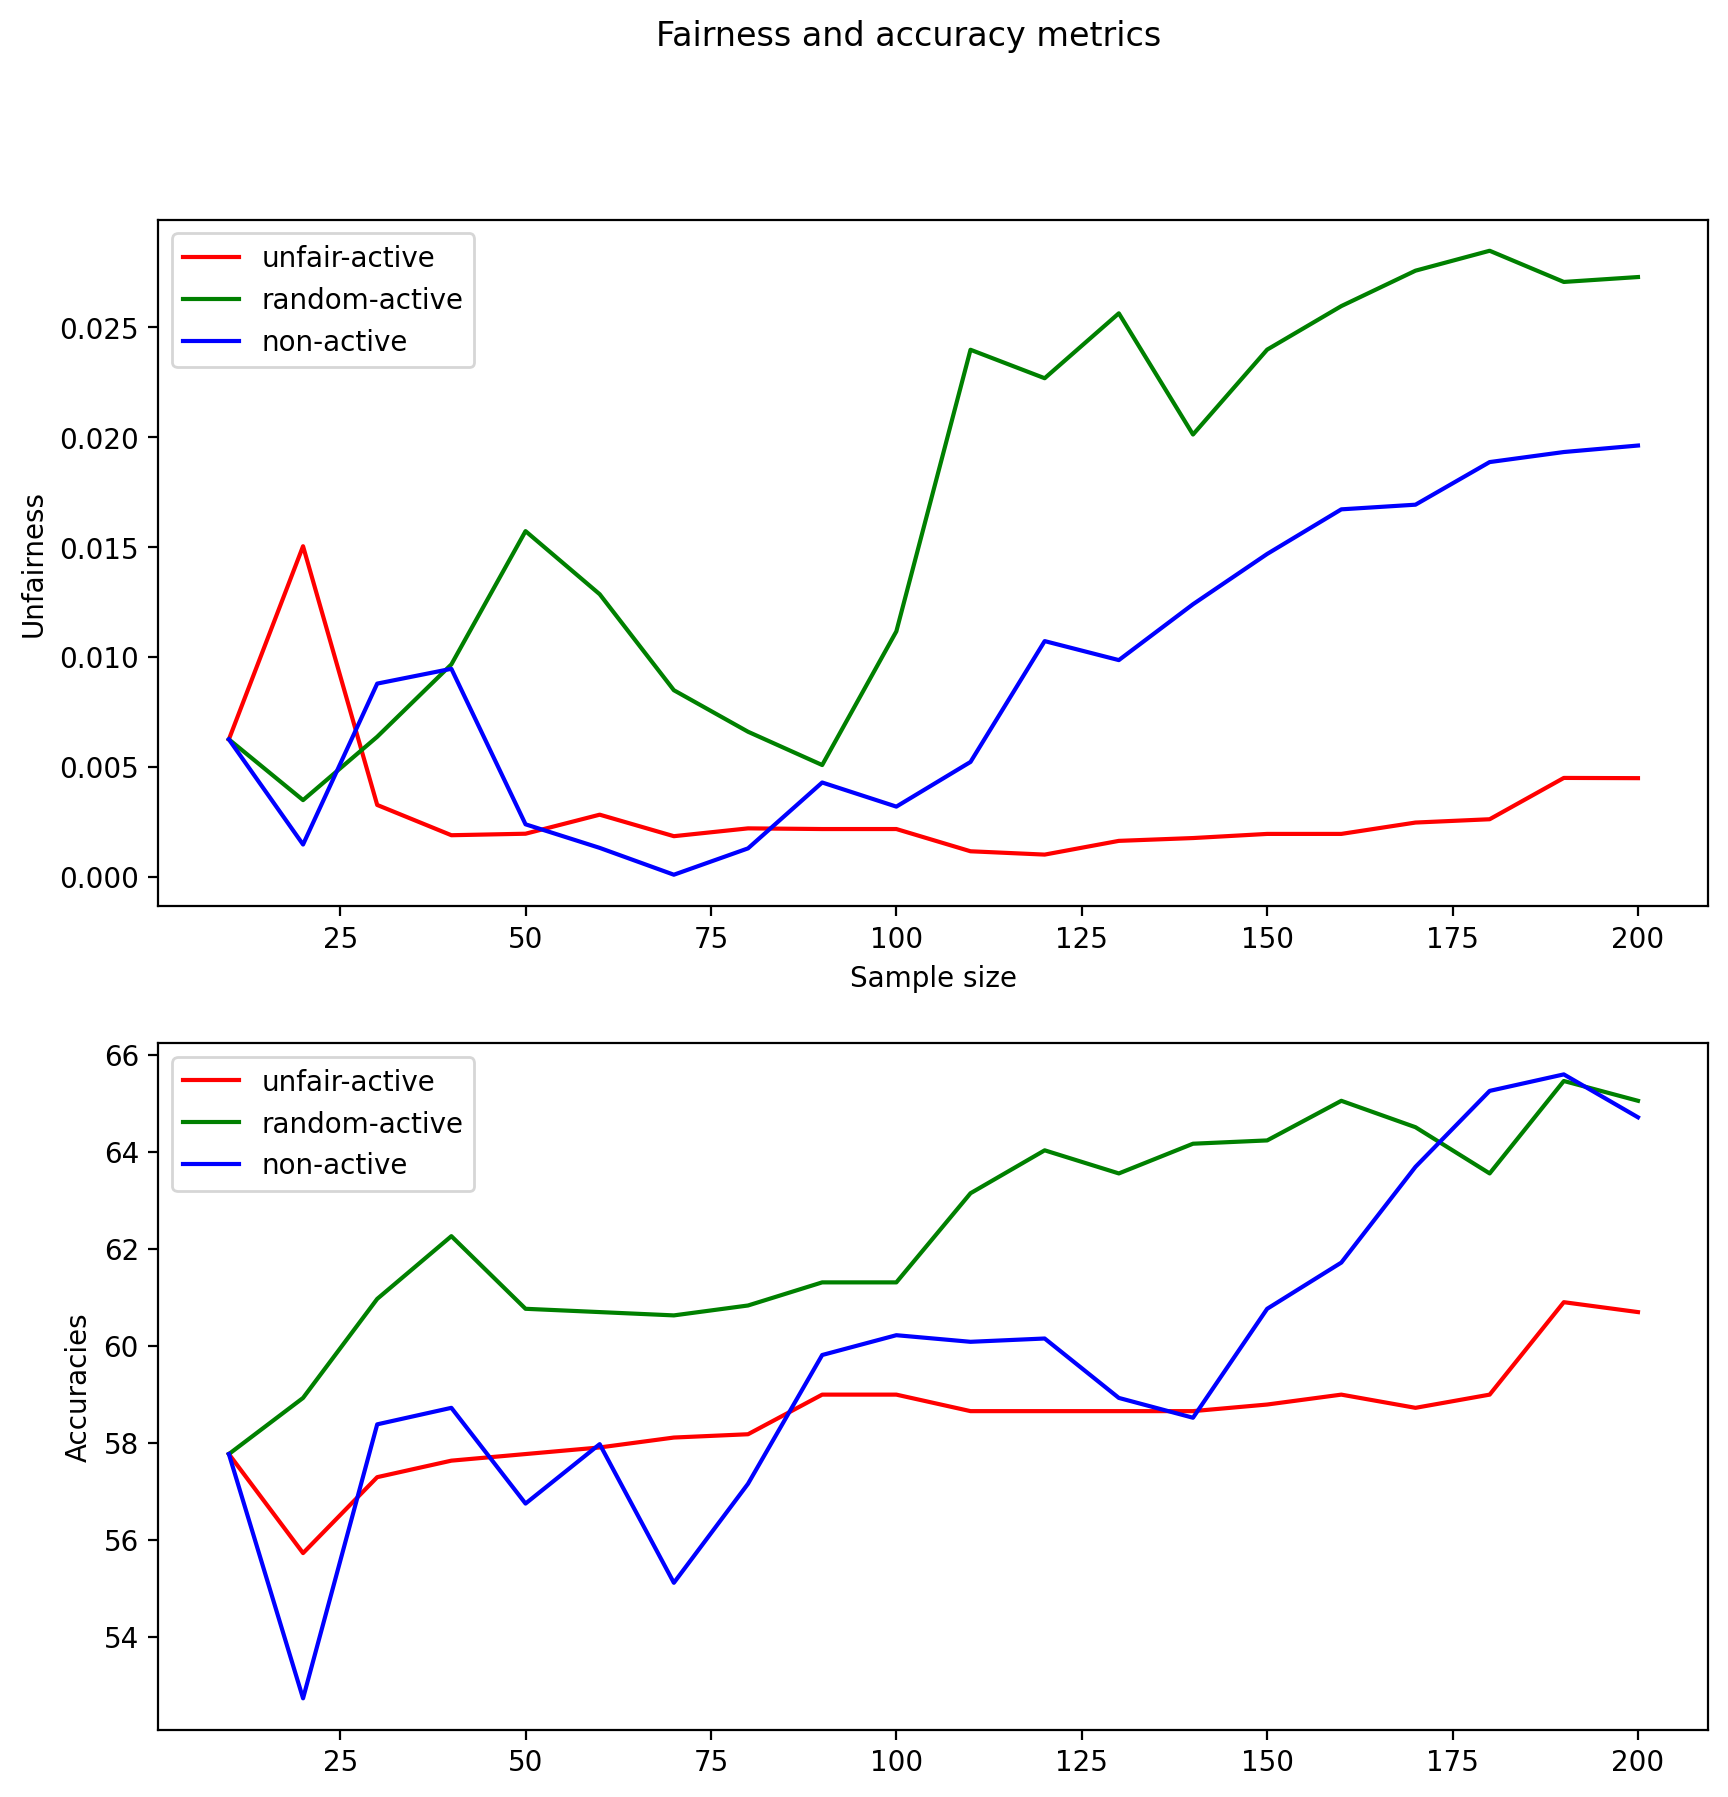 Fairness and accuracy metrics
unfair-active
random-active
non-active
Unfairness
0.025
0.020
0.015
0.010
0.005
0.000
25 50 75 100 125 150 175 200
Sample size
unfair-active
random-active
non-active
Accuracies
66
64
62
60
58
56
54
25 50 75 100 125 150 175 200